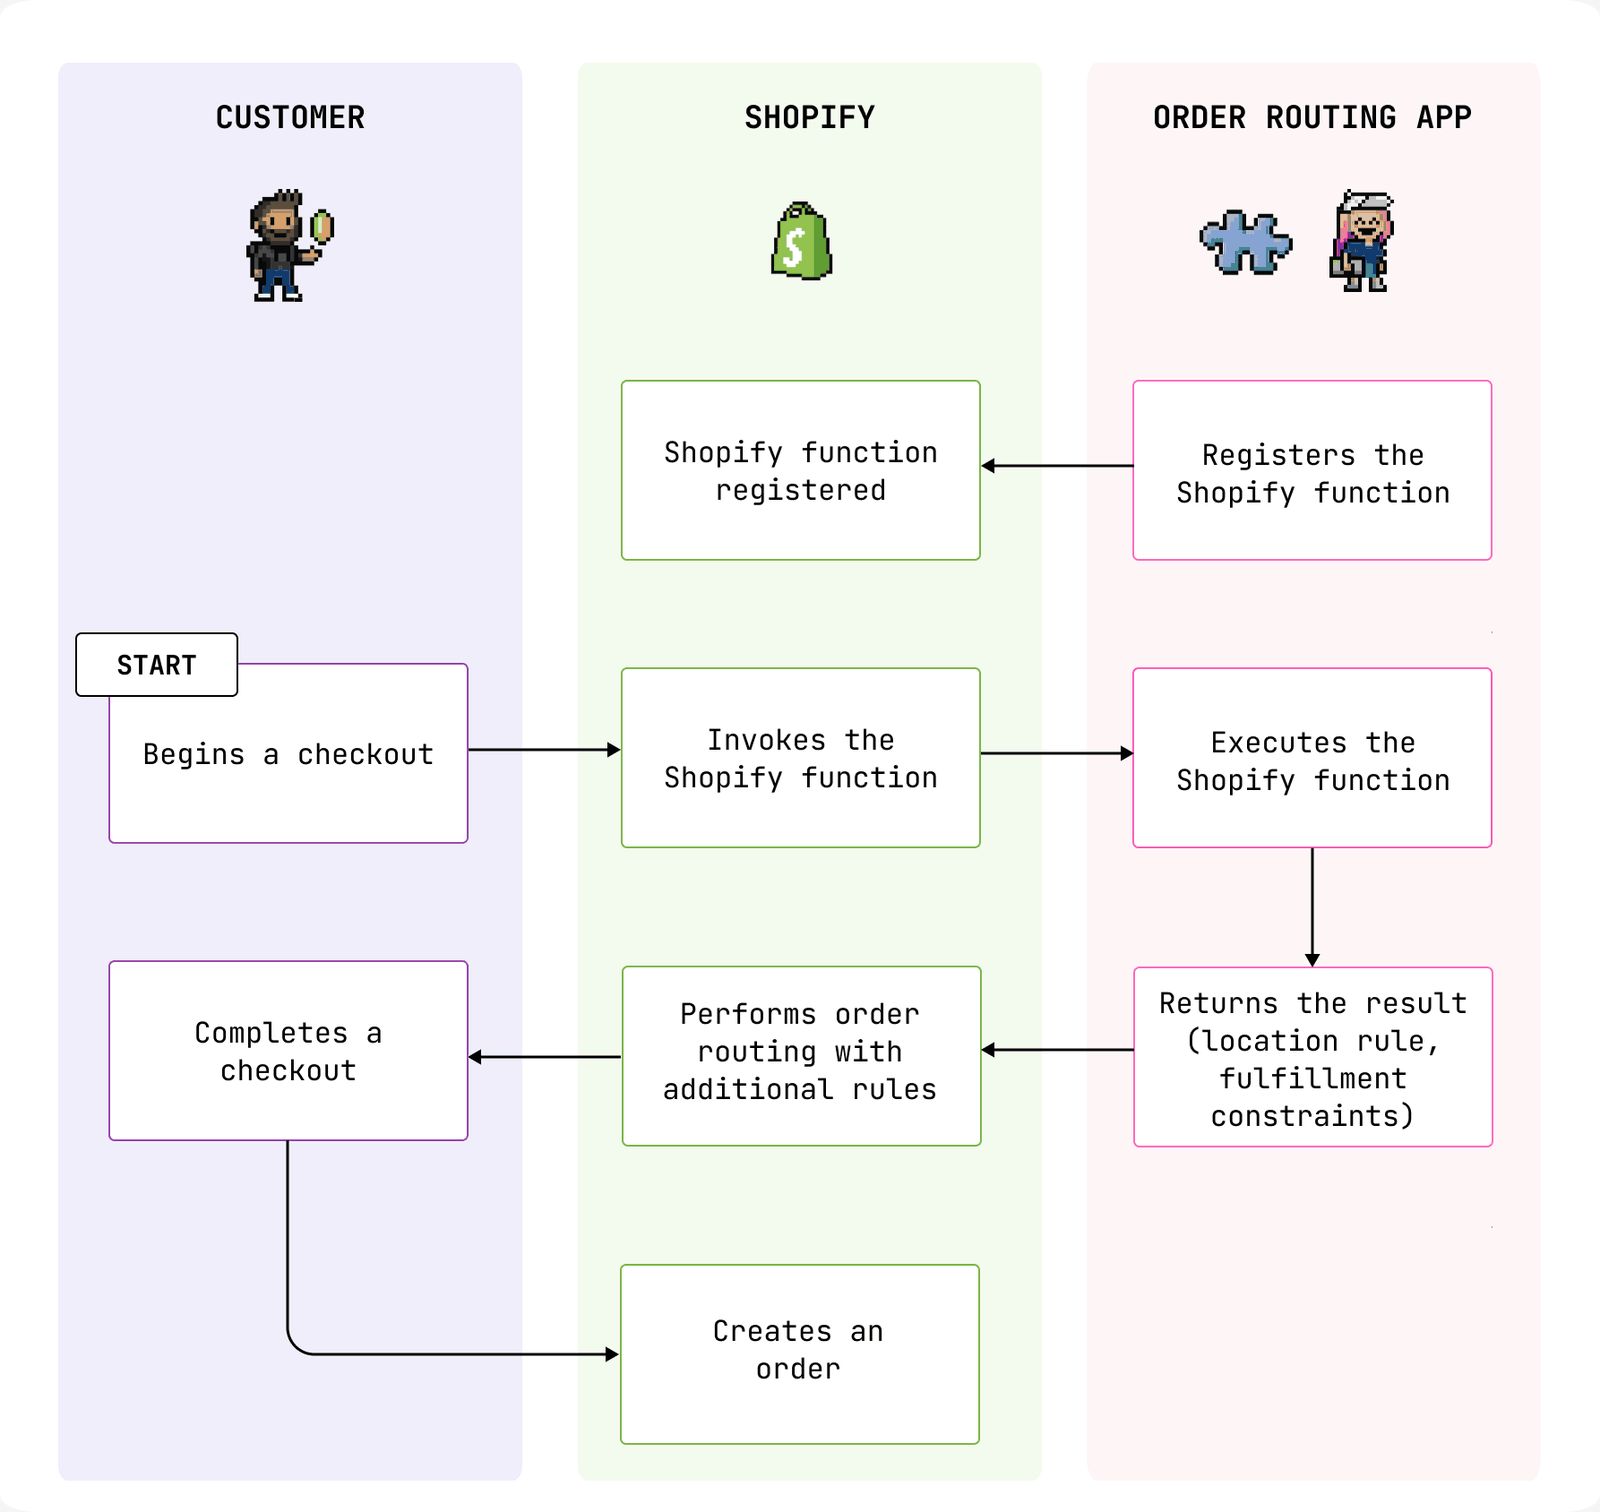 CUSTOMER
SHOPIFY
ORDER ROUTING APP
Shopify function
registered
Registers the
Shopify function
START
Begins a checkout
Invokes the
Shopify function
Executes the
Shopify function
Completes a
checkout
Performs order
routing with
additional rules
Returns the result
(location rule,
fulfillment
constraints)
Creates an
order